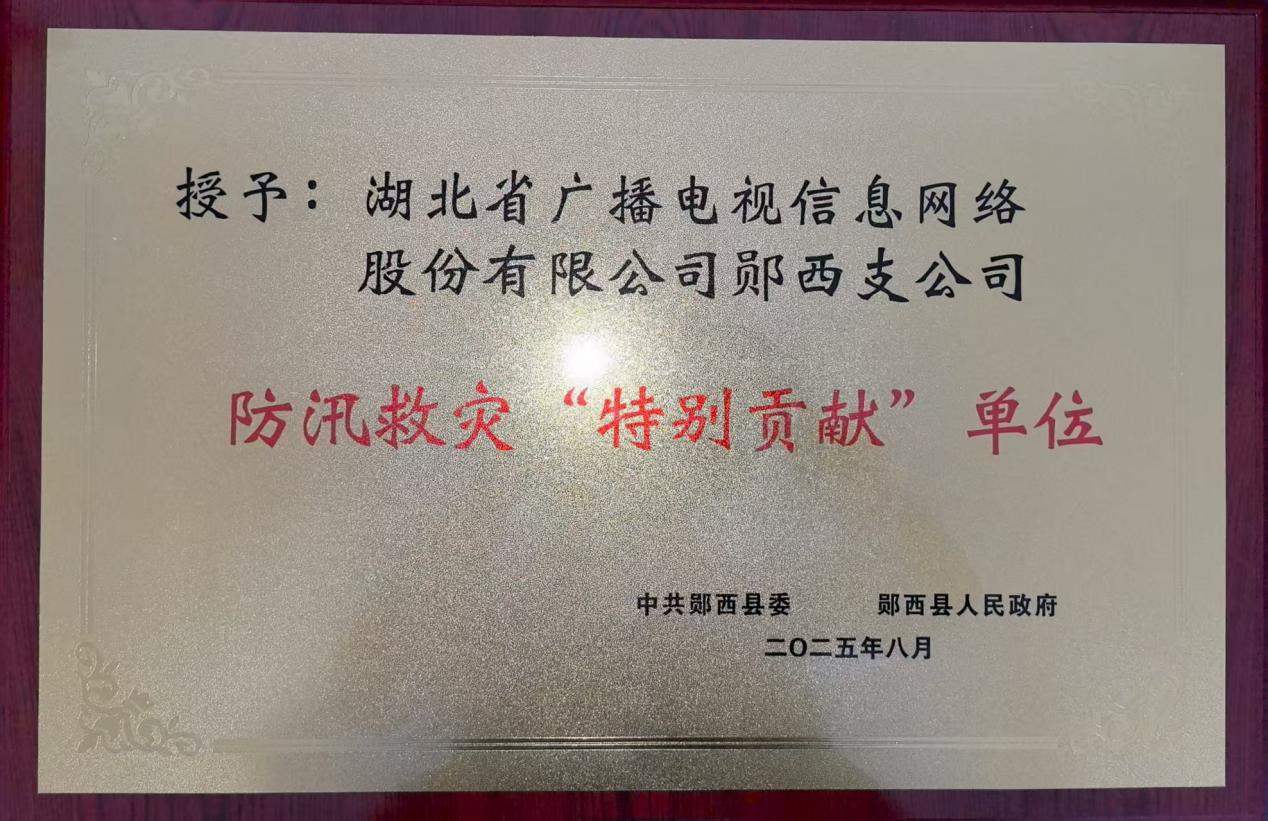 授予：湖北省广播电视信息网络
股份有限公司郧西支公司
防汛救灾“特别贡献”单位
中共郧西县委 郧西县人民政府
二〇二五年八月